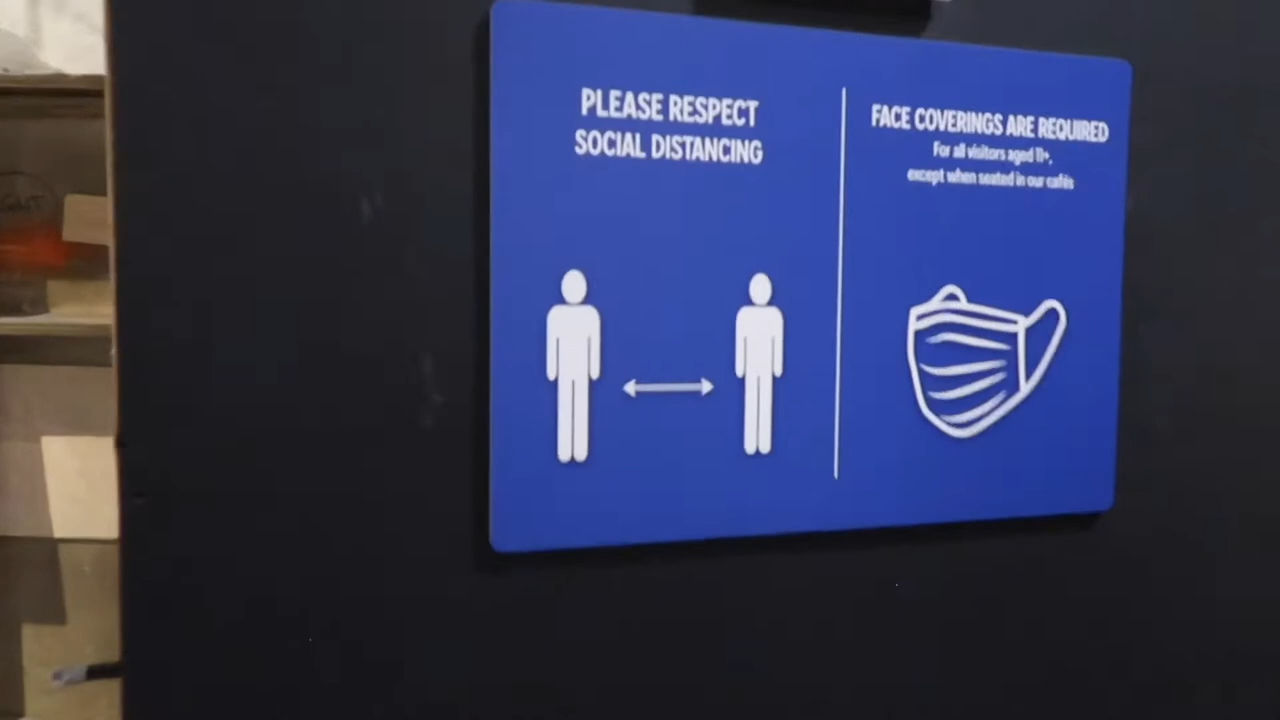 PLEASE RESPECT
SOCIAL DISTANCING
FACE COVERINGS ARE REQUIRED
For all visitors aged 11+,
except when seated in our cafés